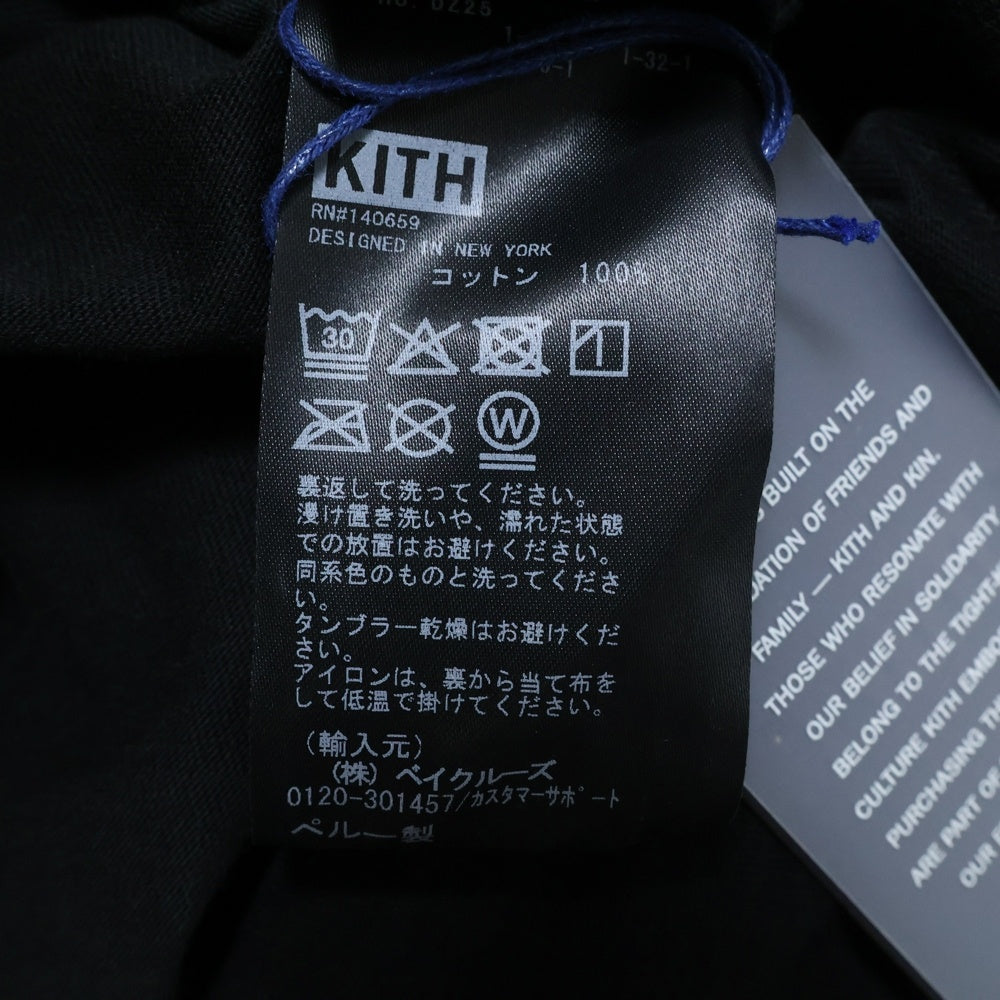 NO. DZ25
1-32-1
KITH
RN#140659
DESIGNED IN NEW YORK
コットン 100%
30
W
裏返して洗ってください。
浸け置き洗いや、濡れた状態
での放置はお避けください。
同系色のものと洗ってくださ
い。
タンブラー乾燥はお避けくだ
さい。
アイロンは、裏から当て布を
して低温で掛けてください。
(輸入元)
(株) ベイクルーズ
0120-301457/カスタマーサポート
ペルー製
BUILT ON THE
OF FRIENDS AND
FAMILY — KITH AND KIN.
THOSE WHO RESONATE WITH
OUR BELIEF IN SOLIDARITY
BELONG TO THE
CULTURE KITH
PURCHASING
ARE PART OF
OUR